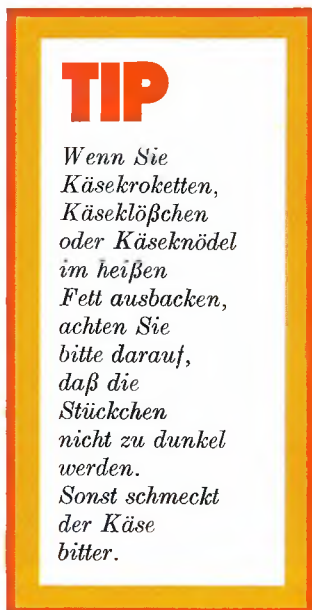 TIP
Wenn Sie
Käsekroketten,
Käseklößchen
oder Käseknödel
im heißen
Fett ausbacken,
achten Sie
bitte darauf,
daß die
Stückchen
nicht zu dunkel
werden.
Sonst schmeckt
der Käse
bitter.